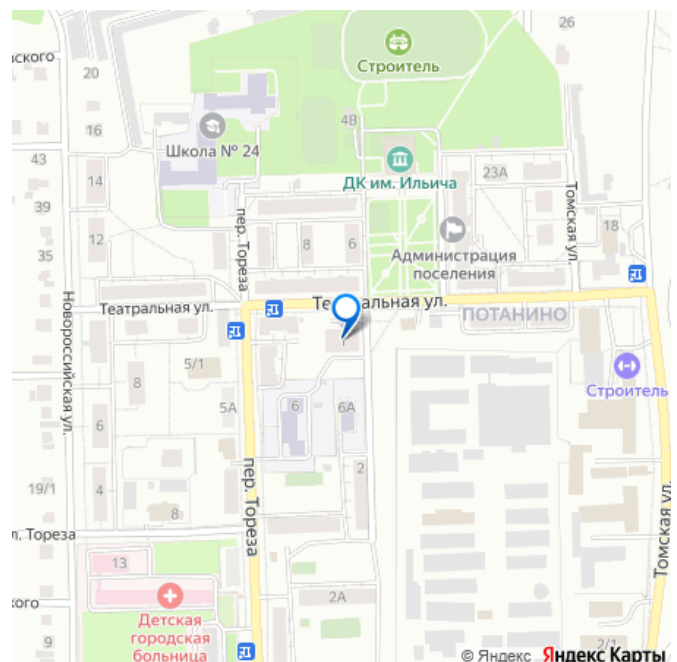 26
вского
20
Строитель
16
4В
Школа № 24
43
14
ДК им. Ильича
23А
39
пер. Тореза
Томская ул.
12
8
6
18
35
Администрация
поселения
Театральная ул.
Театральная ул.
ПОТАНИНО
Новороссийская ул.
5/1
8
Строитель
5А
6
6А
6
19/1
4
пер. Тореза
2
8
л. Тореза
Томская ул.
13
ого
2А
Детская
городская
больница
9
2/1
© Яндекс Яндекс Карты